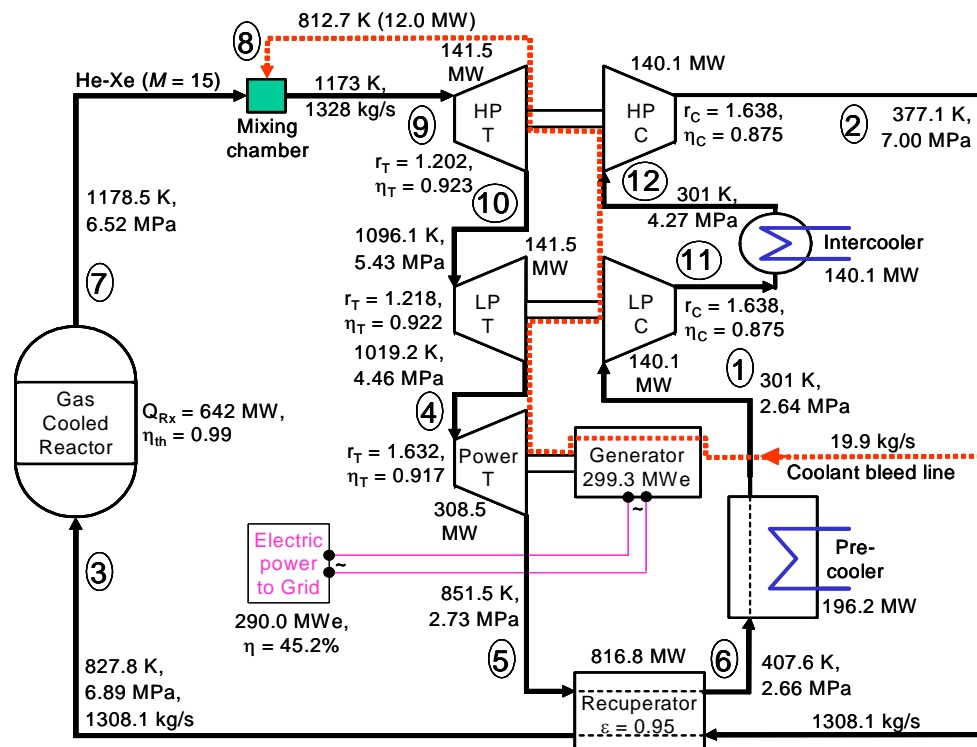 812.7 K (12.0 MW)
8
141.5
MW
140.1 MW
He-Xe (M = 15)
1173 K,
1328 kg/s
Mixing
chamber
9
HP
T
HP
C
rC = 1.638,
ηC = 0.875
2
377.1 K,
7.00 MPa
rT = 1.202,
ηT = 0.923
10
12
301 K,
4.27 MPa
1178.5 K,
6.52 MPa
7
1096.1 K,
5.43 MPa
141.5
MW
11
Intercooler
140.1 MW
rT = 1.218,
ηT = 0.922
LP
T
LP
C
rC = 1.638,
ηC = 0.875
1019.2 K,
4.46 MPa
140.1
MW
1
301 K,
2.64 MPa
Gas
Cooled
Reactor
QRx = 642 MW,
ηth = 0.99
4
rT = 1.632,
ηT = 0.917
Power
T
308.5
MW
Generator
299.3 MWe
~
19.9 kg/s
Coolant bleed line
Electric
power
to Grid
~
290.0 MWe,
η = 45.2%
Pre-
cooler
196.2 MW
3
851.5 K,
2.73 MPa
5
816.8 MW
6
407.6 K,
2.66 MPa
827.8 K,
6.89 MPa,
1308.1 kg/s
Recuperator
ε = 0.95
1308.1 kg/s